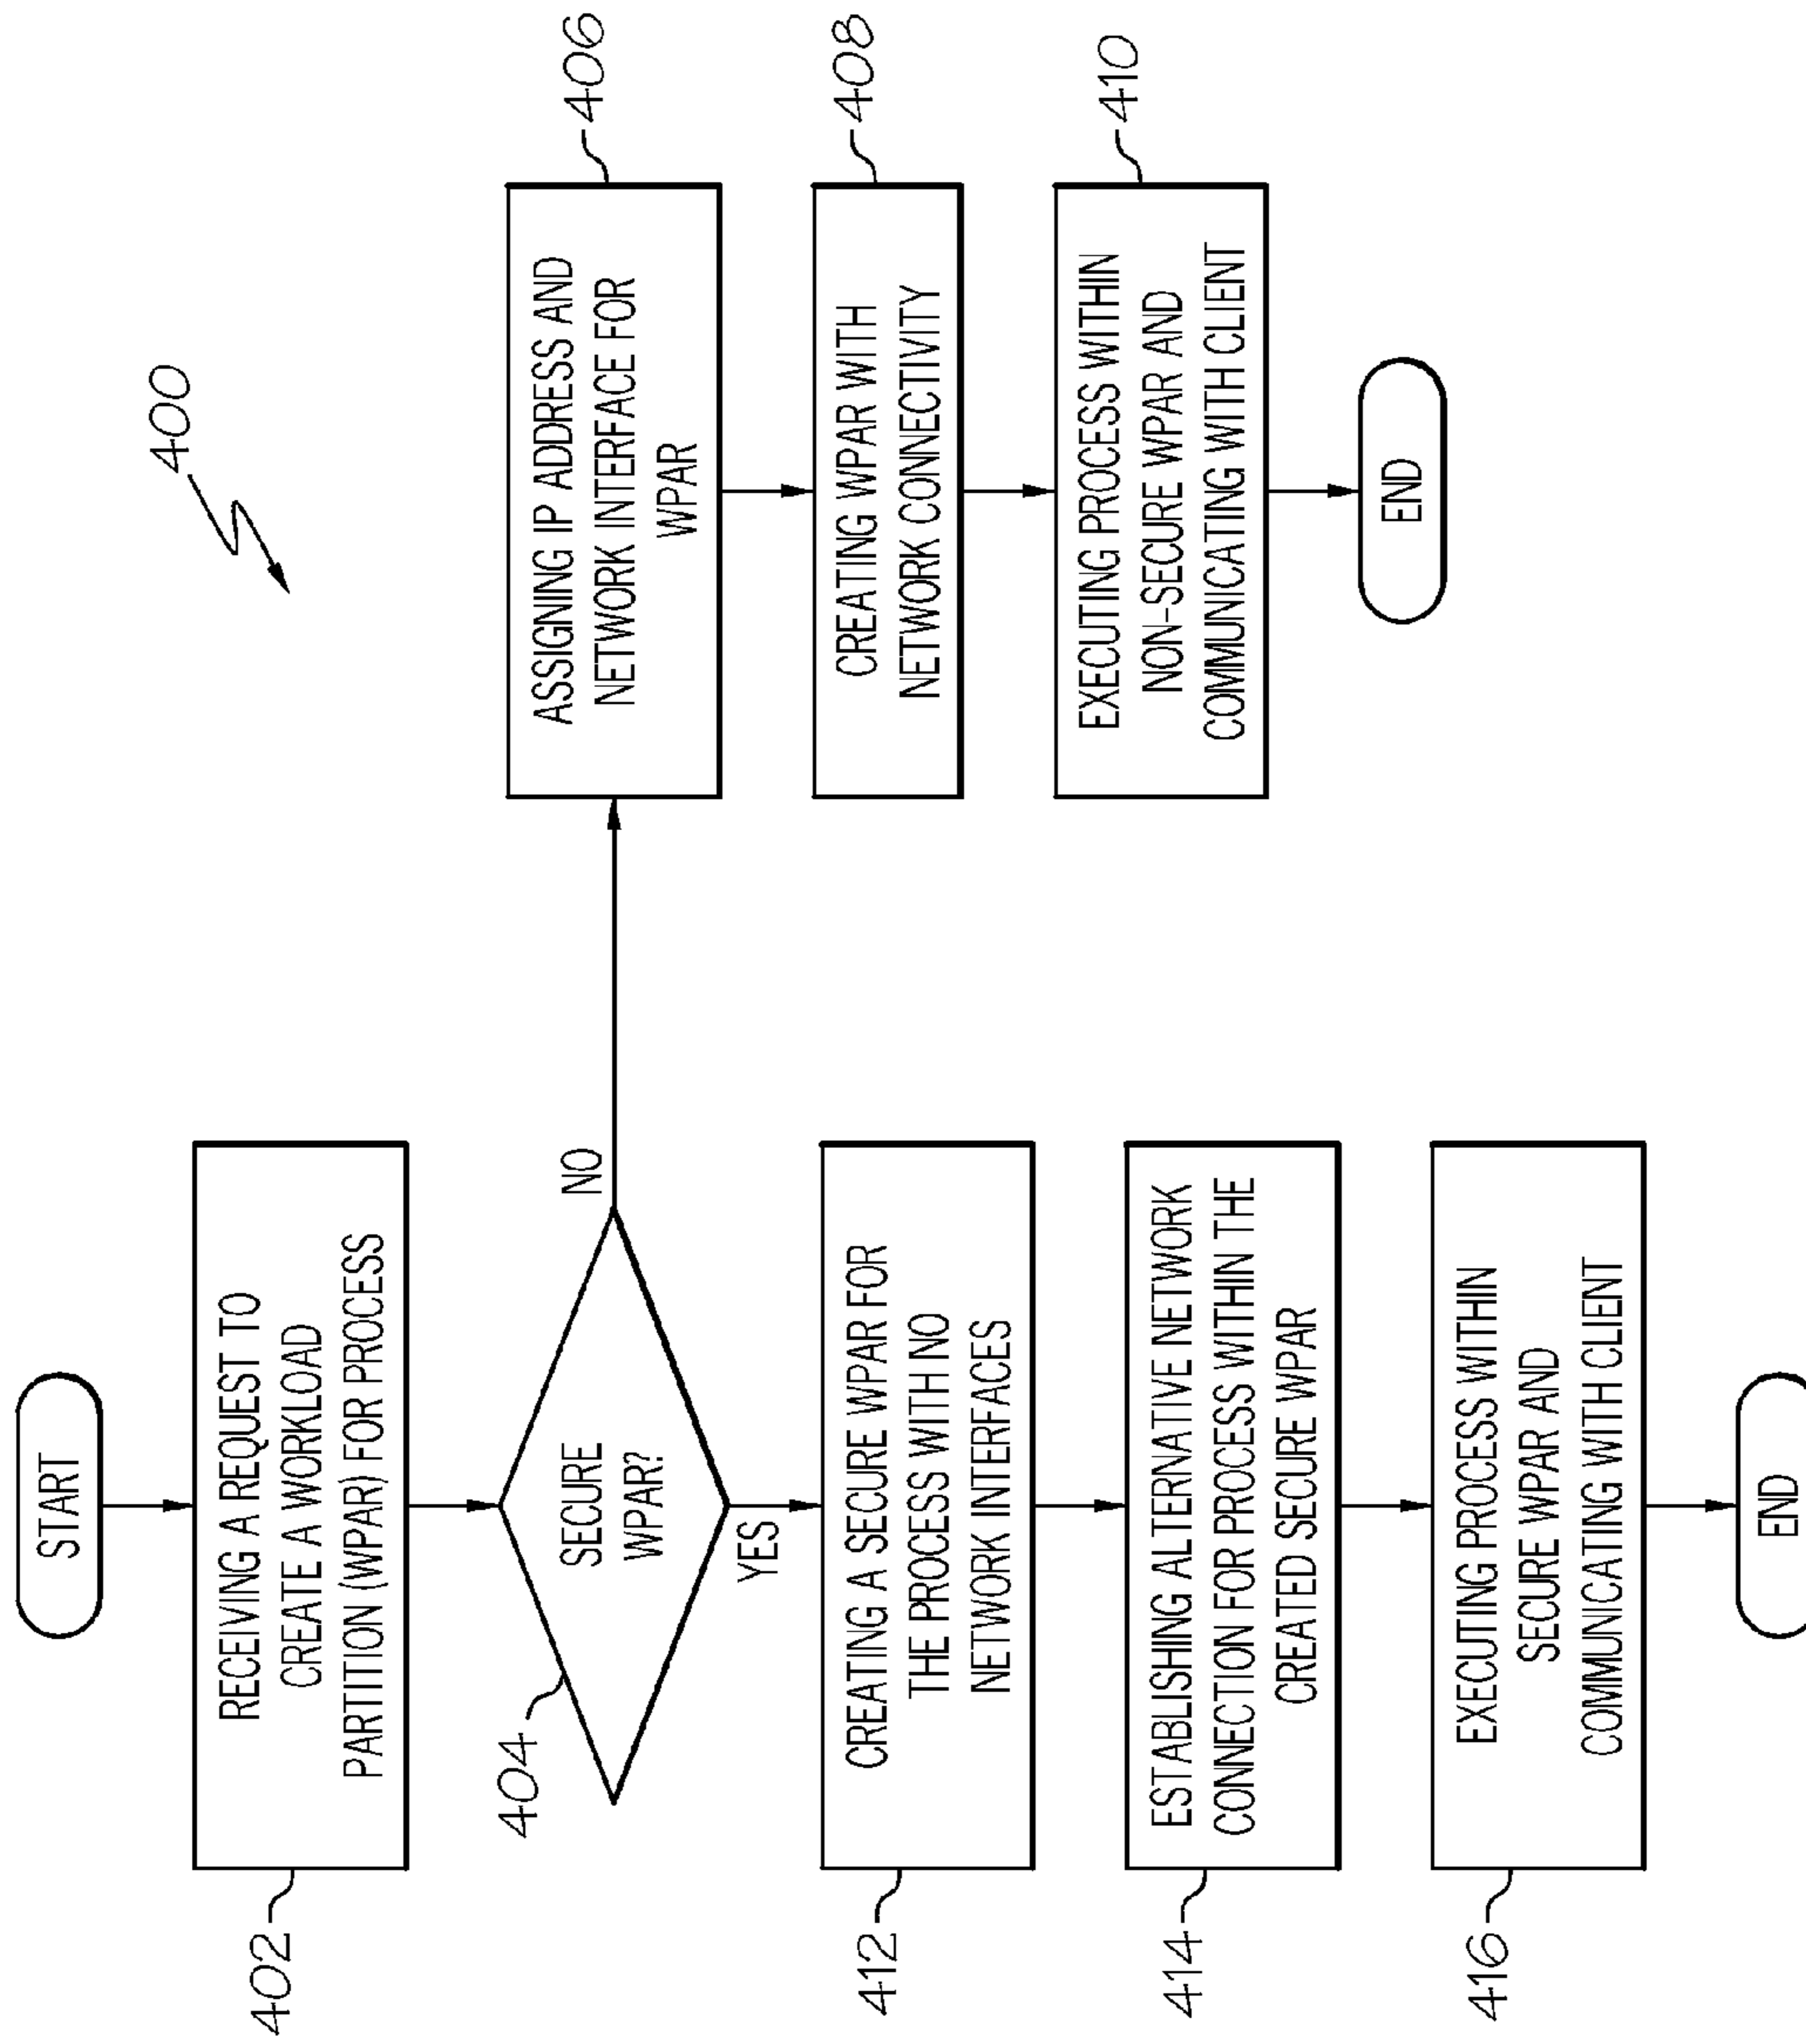 400
START
RECEIVING A REQUEST TO
CREATE A WORKLOAD
PARTITION (WPAR) FOR PROCESS
402
SECURE
WPAR?
404
NO
YES
ASSIGNING IP ADDRESS AND
NETWORK INTERFACE FOR
WPAR
406
CREATING WPAR WITH
NETWORK CONNECTIVITY
408
EXECUTING PROCESS WITHIN
NON-SECURE WPAR AND
COMMUNICATING WITH CLIENT
410
END
CREATING A SECURE WPAR FOR
THE PROCESS WITH NO
NETWORK INTERFACES
412
ESTABLISHING ALTERNATIVE NETWORK
CONNECTION FOR PROCESS WITHIN THE
CREATED SECURE WPAR
414
EXECUTING PROCESS WITHIN
SECURE WPAR AND
COMMUNICATING WITH CLIENT
416
END